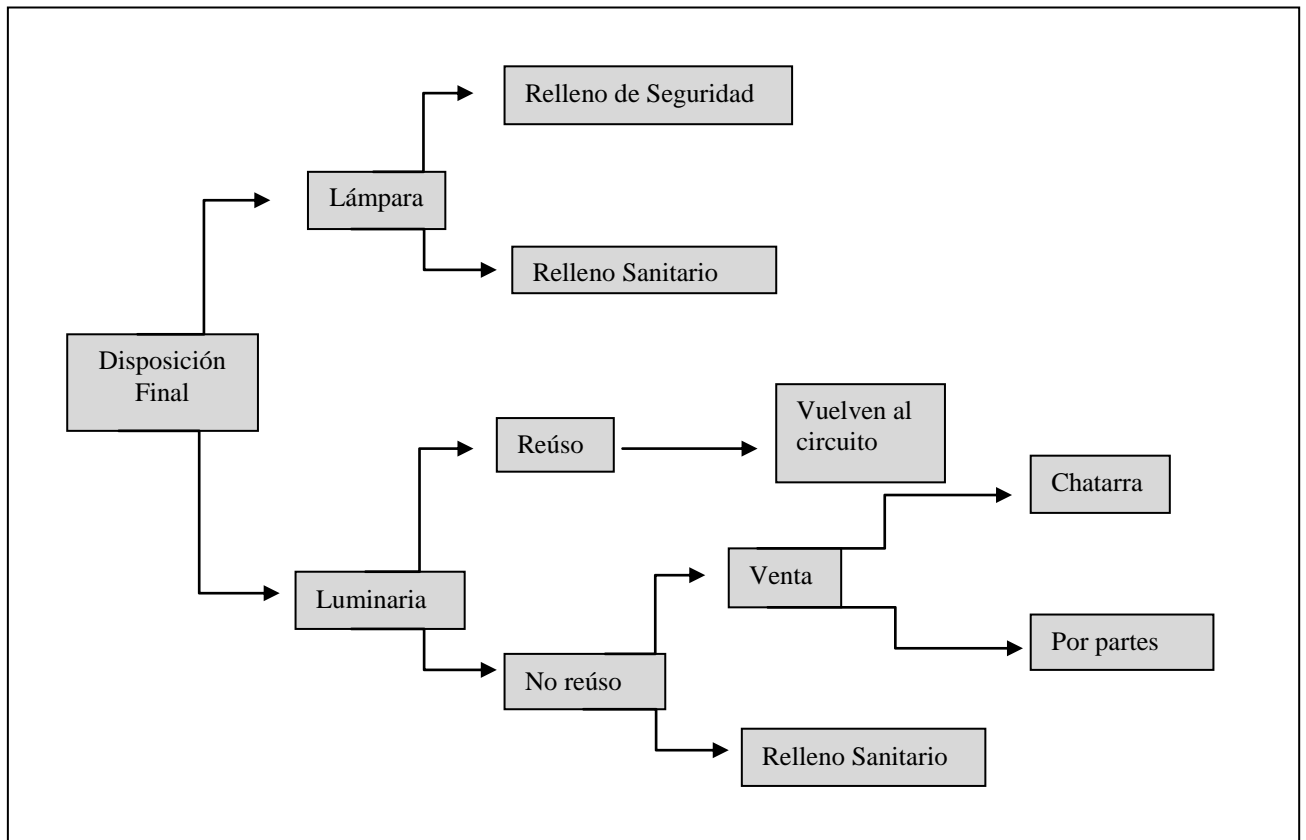 Relleno de Seguridad
Lámpara
Relleno Sanitario
Disposición
Final
Vuelven al
circuito
Reúso
Chatarra
Venta
Luminaria
Por partes
No reúso
Relleno Sanitario